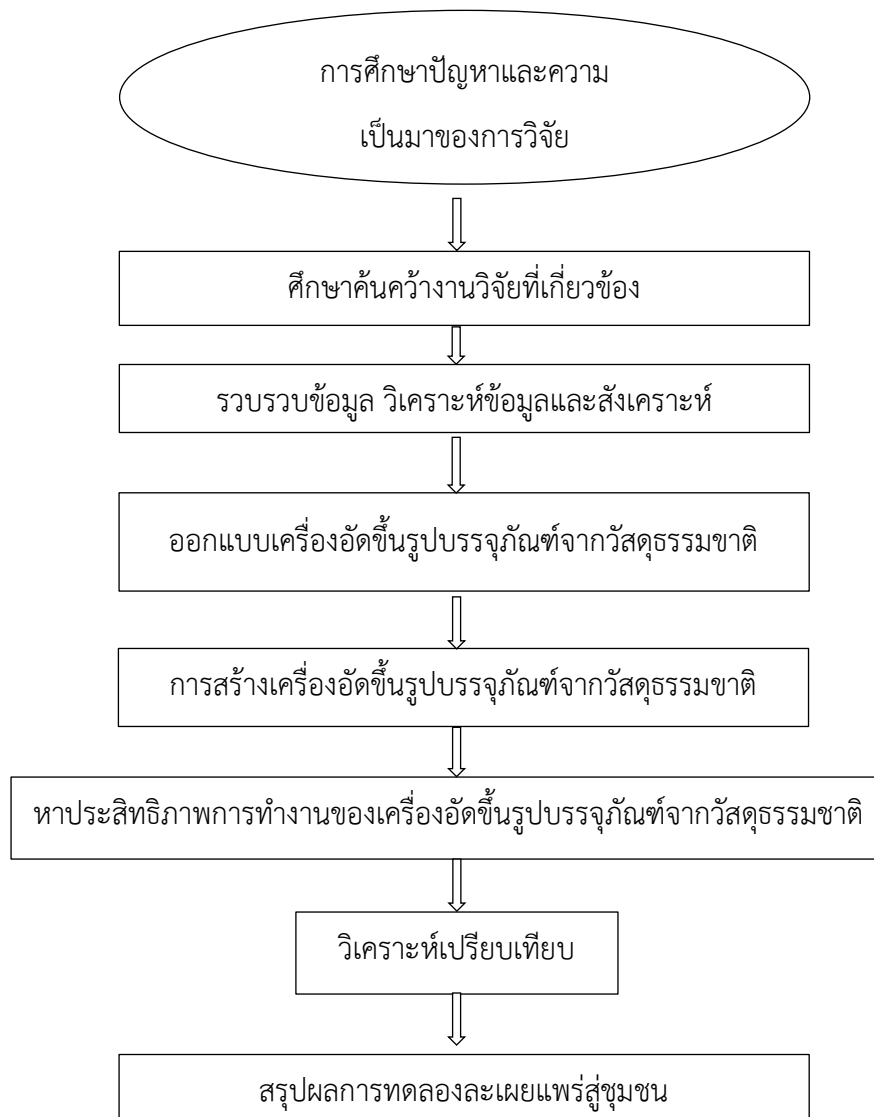 การศึกษาปัญหาและความ
เป็นมาของการวิจัย
ศึกษาค้นคว้างานวิจัยที่เกี่ยวข้อง
รวบรวบข้อมูล วิเคราะห์ข้อมูลและสังเคราะห์
ออกแบบเครื่องอัดขึ้นรูปบรรจุภัณฑ์จากวัสดุธรรมขาติ
การสร้างเครื่องอัดขึ้นรูปบรรจุภัณฑ์จากวัสดุธรรมขาติ
หาประสิทธิภาพการทำงานของเครื่องอัดขึ้นรูปบรรจุภัณฑ์จากวัสดุธรรมชาติ
วิเคราะห์เปรียบเทียบ
สรุปผลการทดลองละเผยแพร่สู่ชุมชน